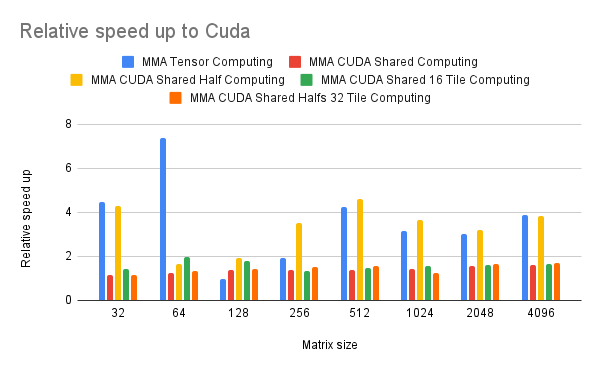 Relative speed up to Cuda
MMA Tensor Computing MMA CUDA Shared Computing
MMA CUDA Shared Half Computing MMA CUDA Shared 16 Tile Computing
MMA CUDA Shared Halfs 32 Tile Computing
8
6
4
2
0
Relative speed up
32 64 128 256 512 1024 2048 4096
Matrix size